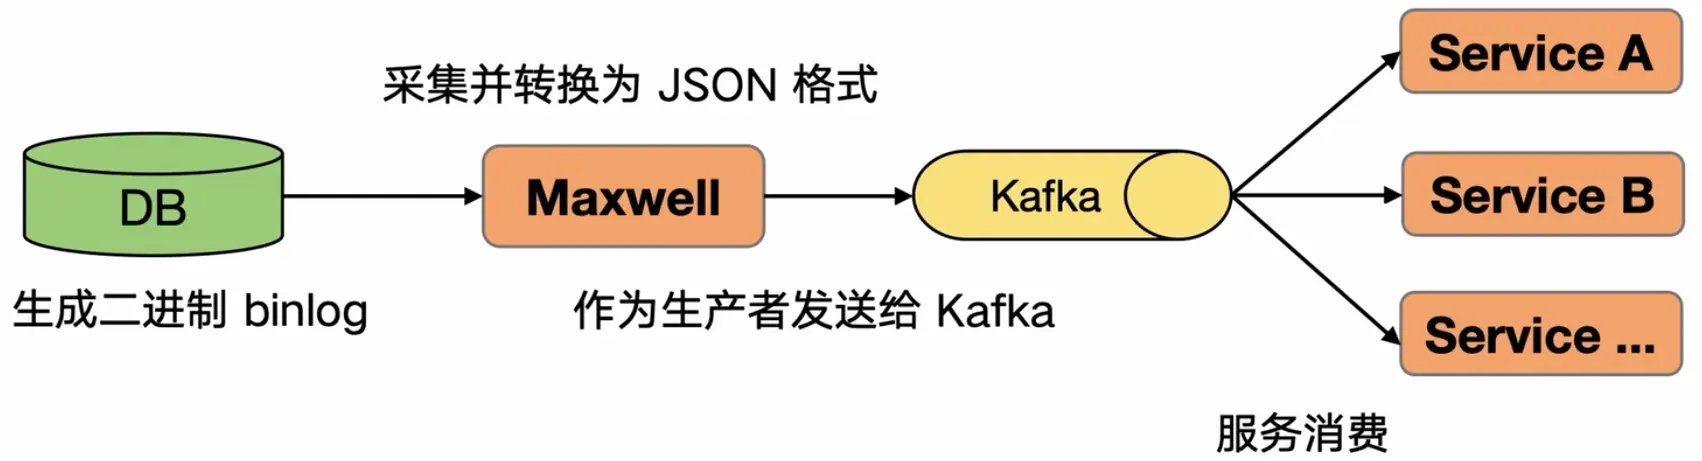 采集并转换为 JSON 格式
DB
Maxwell
Kafka
Service A
Service B
Service ...
生成二进制 binlog
作为生产者发送给 Kafka
服务消费